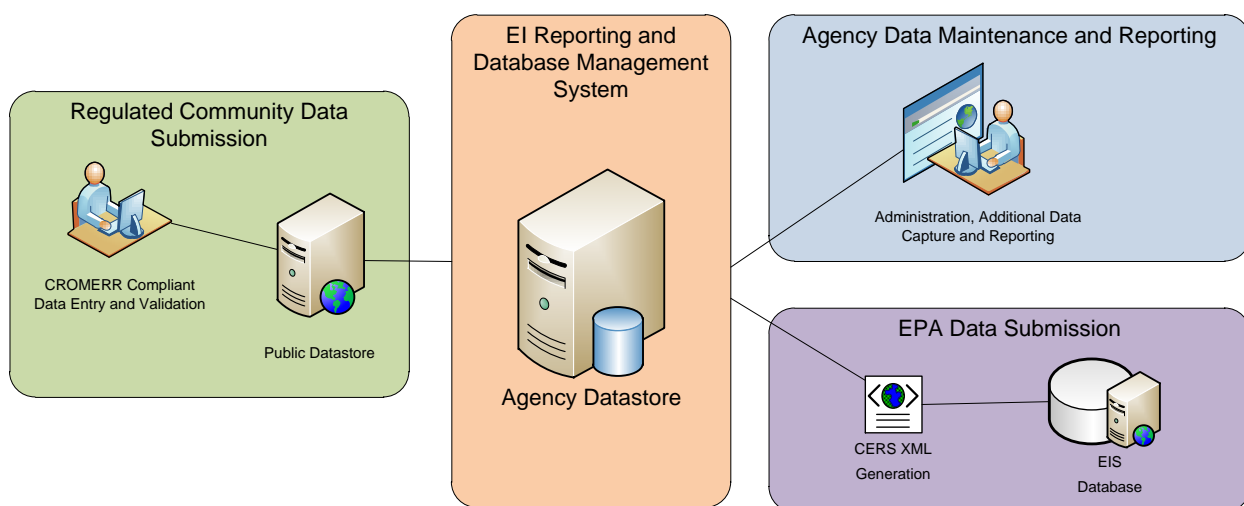 Regulated Community Data
Submission
CROMERR Compliant
Data Entry and Validation
Public Datastore
EI Reporting and
Database Management
System
Agency Datastore
Agency Data Maintenance and Reporting
Administration, Additional Data
Capture and Reporting
EPA Data Submission
CERS XML
Generation
EIS
Database